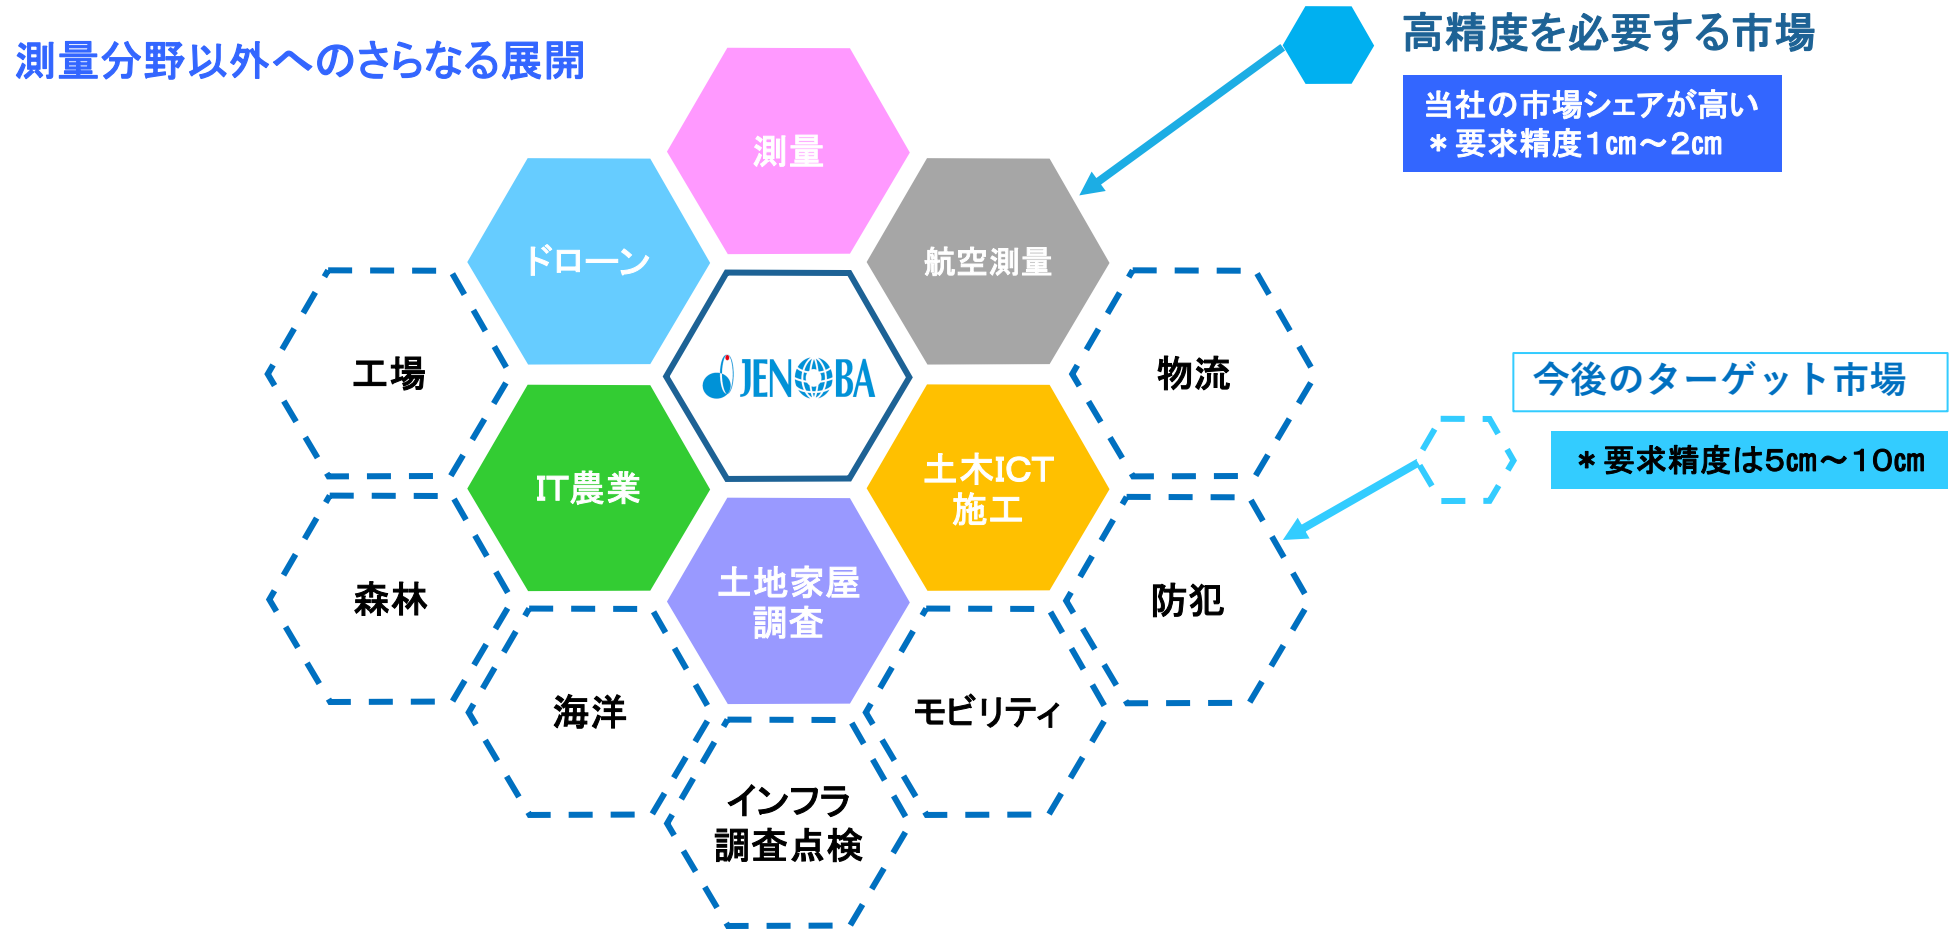 測量分野以外へのさらなる展開
高精度を必要する市場
当社の市場シェアが高い
＊要求精度１㎝～２㎝
測量
ドローン
航空測量
工場
JENOBA
物流
今後のターゲット市場
＊要求精度は５㎝～１０㎝
IT農業
土木ICT
施工
森林
土地家屋
調査
防犯
海洋
モビリティ
インフラ
調査点検